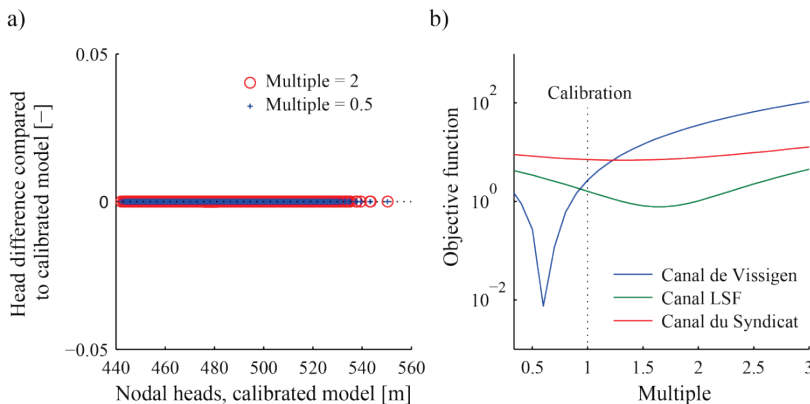 a)
Head difference compared
to calibrated model [−]
0.05
0
−0.05
Multiple = 2
Multiple = 0.5
440 460 480 500 520 540 560
Nodal heads, calibrated model [m]
b)
Objective function
10^2
10^0
10^−2
Calibration
Canal de Vissigen
Canal LSF
Canal du Syndicat
0.5 1 1.5 2 2.5 3
Multiple